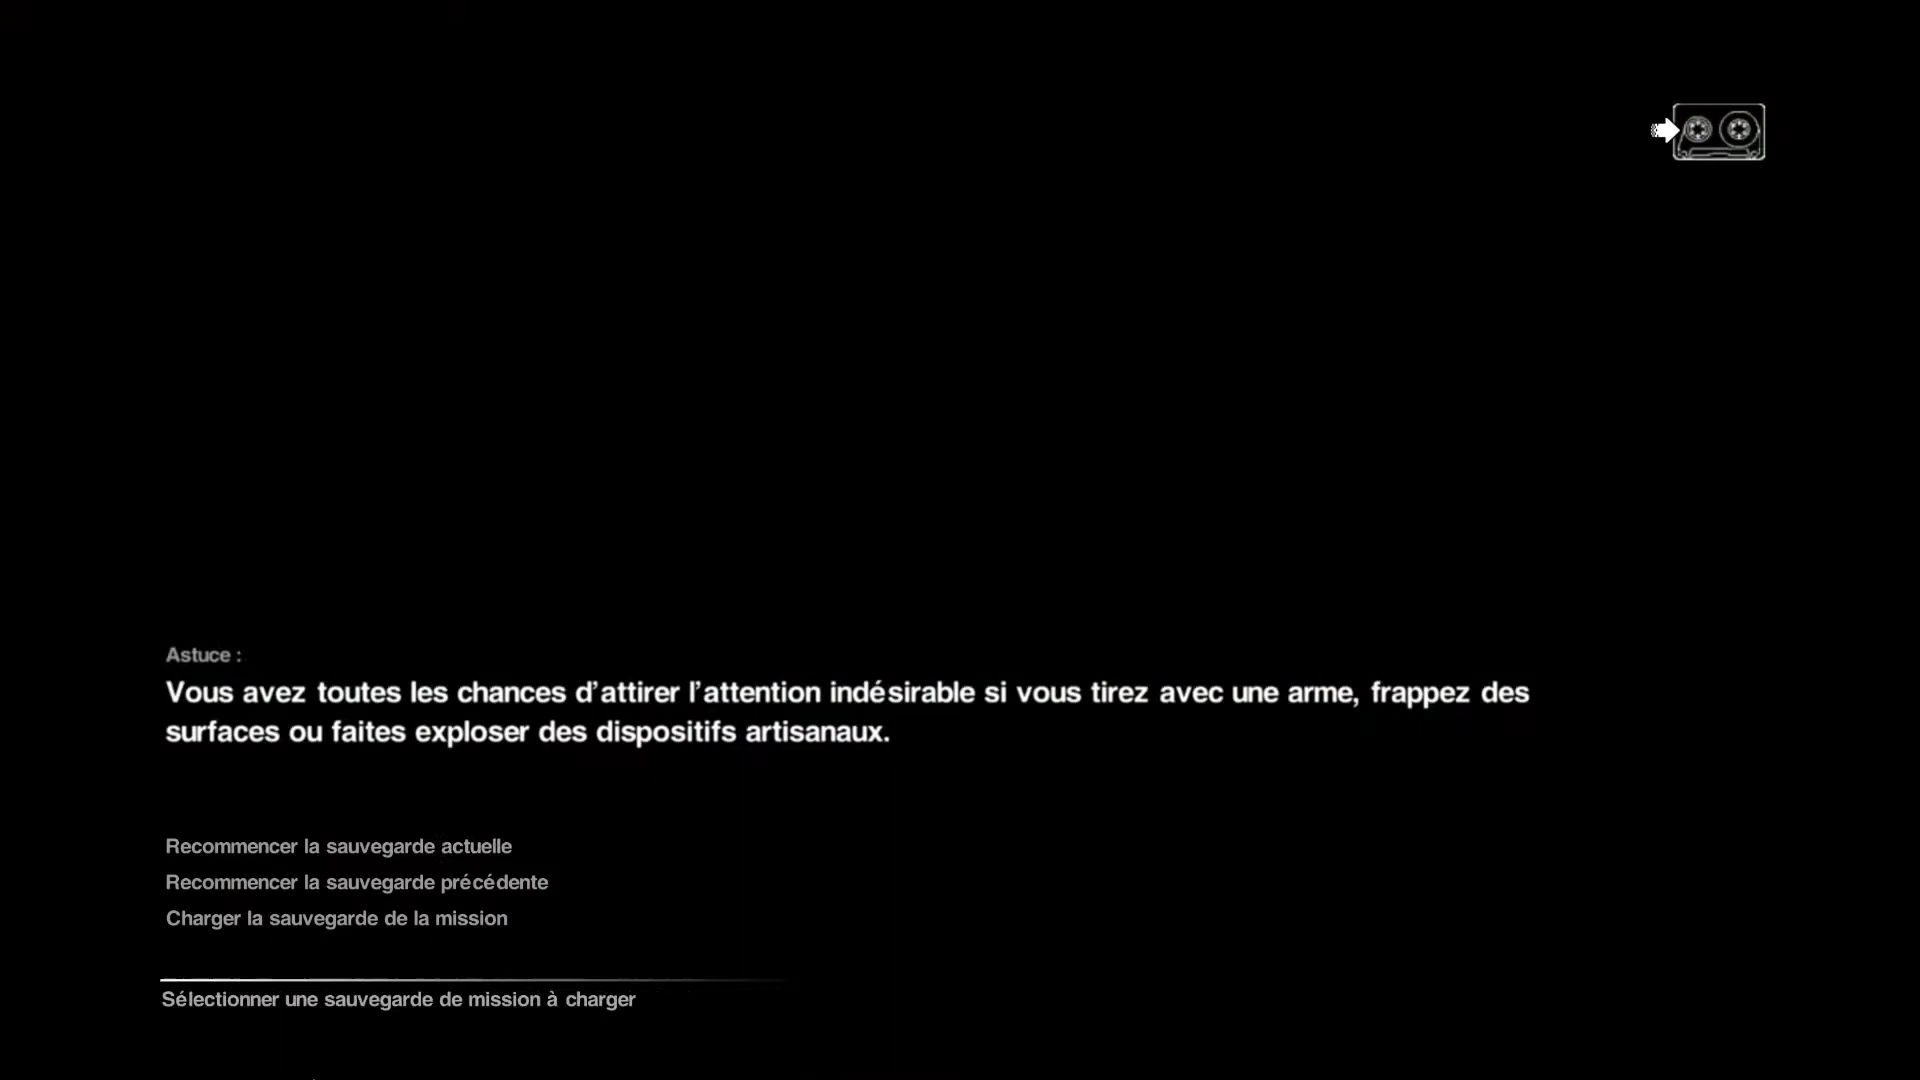 Astuce :
Vous avez toutes les chances d’attirer l’attention indésirable si vous tirez avec une arme, frappez des
surfaces ou faites exploser des dispositifs artisanaux.
Recommencer la sauvegarde actuelle
Recommencer la sauvegarde précédente
Charger la sauvegarde de la mission
Sélectionner une sauvegarde de mission à charger